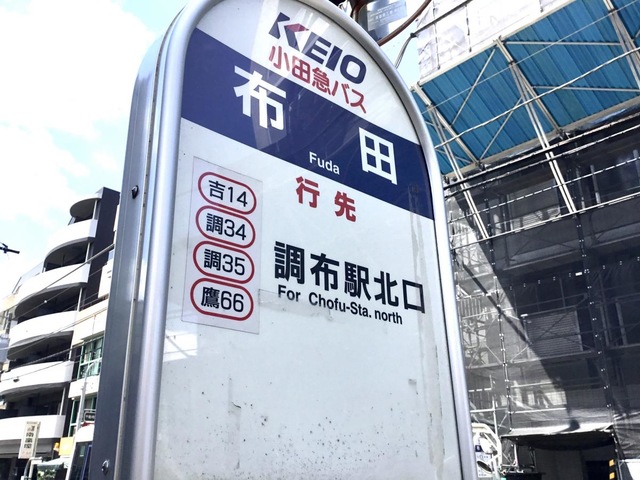 KEIO
小田急バス
布田
Fuda
行先
吉14
調34
調35
鷹66
調布駅北口
For Chofu-Sta. north